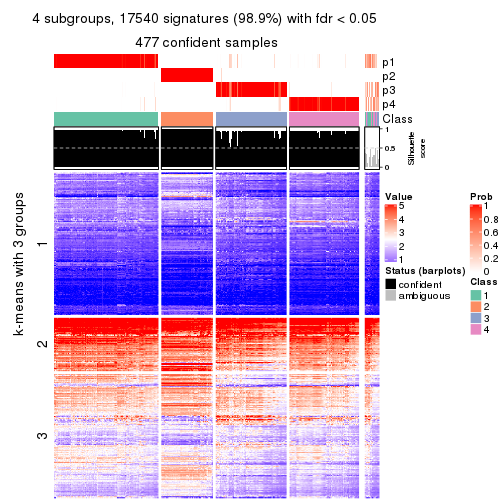 4 subgroups, 17540 signatures (98.9%) with fdr < 0.05
477 confident samples
p1
p2
p3
p4
Class
1
0.5
0
Silhouette
score
k-means with 3 groups
1
2
3
Value
5
4
3
2
1
Status (barplots)
confident
ambiguous
Prob
1
0.8
0.6
0.4
0.2
0
Class
1
2
3
4